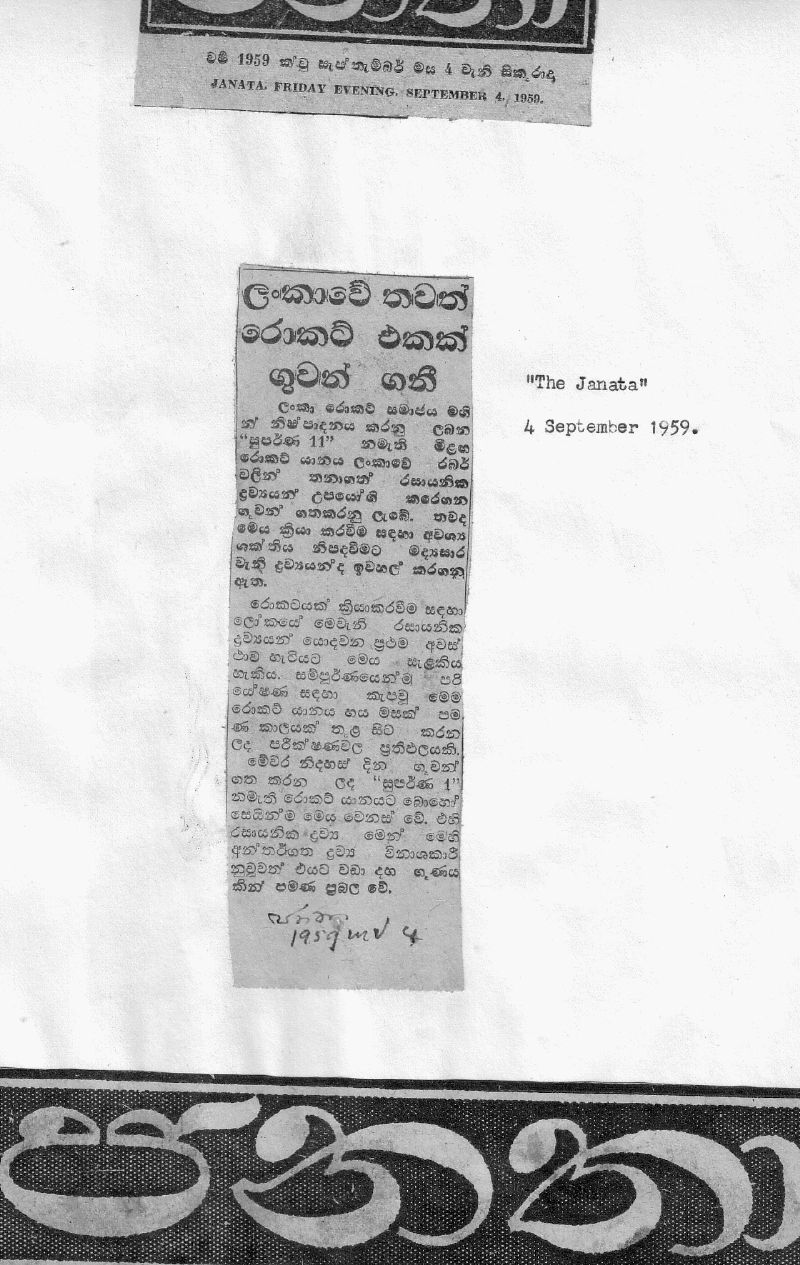 වර්ෂ 1959 ක්වූ සැප්තැම්බර් මස 4 වැනි සිකුරාදා
JANATA, FRIDAY EVENING, SEPTEMBER 4, 1959.
ලංකාවේ තවත්
රොකට් එකක්
ගුවන් ගනී
"The Janata"
4 September 1959.
ලංකා රොකට් සමාජය මගි
න් නිෂ්පාදනය කරනු ලබන
“සුපර්ණ 11” නමැති මීළඟ
රොකට් යානය ලංකාවේ රබර්
වලින් තනාගත් රසායනික
ද්‍රව්‍යයන් උපයෝගි කරගෙන
ගුවන් ගතකරනු ලැබේ. තවද
මෙය ක්‍රියා කරවීම සඳහා අවශ්‍ය
ශක්තිය නිපදවීමට මද්‍යසාර
වැනි ද්‍රව්‍යයන්ද ඉවහල් කරගනු
ඇත.
රොකටයක් ක්‍රියාකරවීම සඳහා
ලෝකයේ මෙවැනි රසායනික
ද්‍රව්‍යයන් යොදවන ප්‍රථම අවස්
ථාව හැටියට මෙය සැළකිය
හැකිය. සම්පූර්ණයෙන්ම පරි
යේෂණ සඳහා කැපවූ මෙම
රොකට් යානය හය මසක් පම
ණ කාලයක් තුළ සිට කරන
ලද පරීක්ෂණවල ප්‍රතිඵලයකි.
මේවර නිදහස් දින ගුවන්
ගත කරන ලද “සුපර්ණ 1”
නමැති රොකට් යානයට බොහෝ
සෙයින්ම මෙය වෙනස් වේ. එහි
රසායනික ද්‍රව්‍ය මෙන් මෙහි
අන්තර්ගත ද්‍රව්‍ය විනාශකාරී
නුවූවත් එයට වඩා දහ ගුණය
කින් පමණ ප්‍රබල වේ.
ජනතා
1959 4
ජනතා